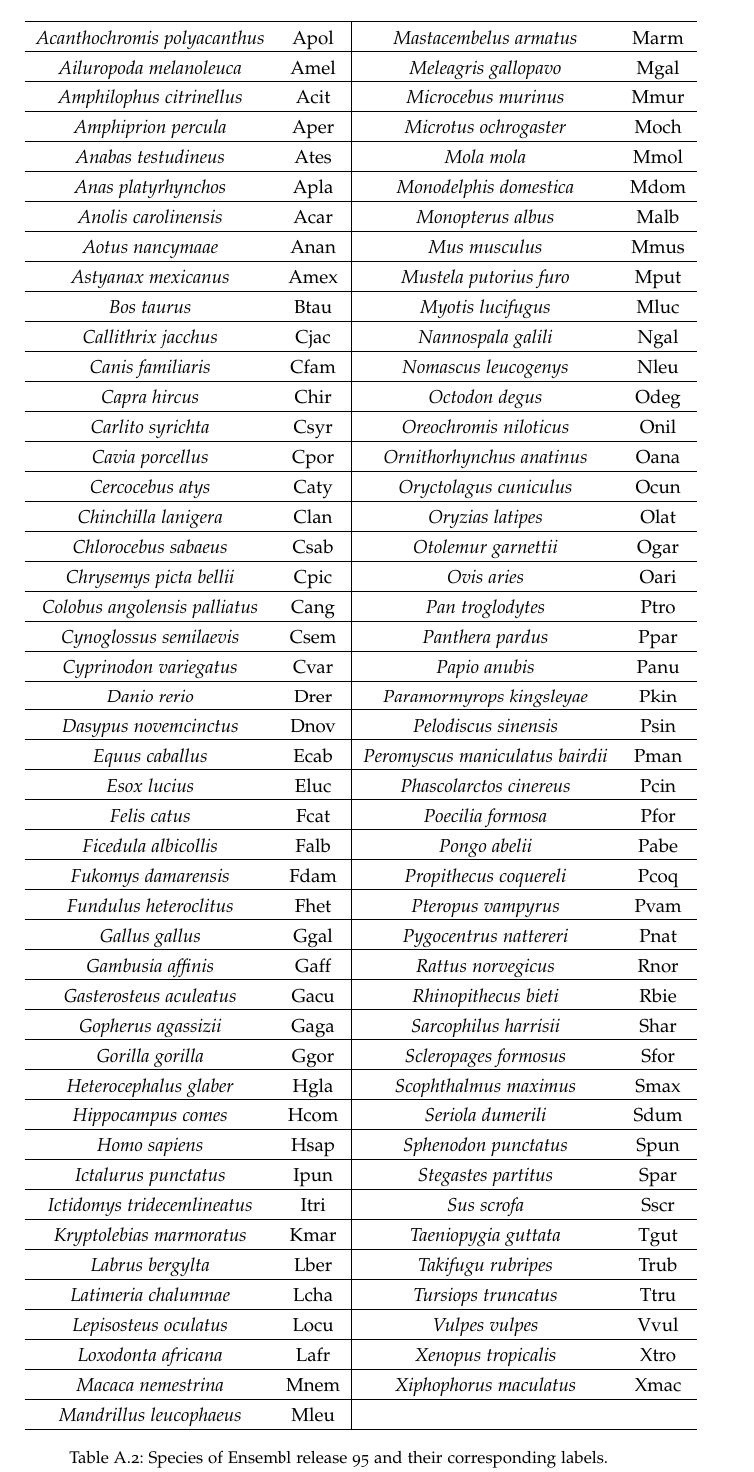 Acanthochromis polyacanthus Apol Mastacembelus armatus Marm
Ailuropoda melanoleuca Amel Meleagris gallopavo Mgal
Amphilophus citrinellus Acit Microcebus murinus Mmur
Amphiprion percula Aper Microtus ochrogaster Moch
Anabas testudineus Ates Mola mola Mmol
Anas platyrhynchos Apla Monodelphis domestica Mdom
Anolis carolinensis Acar Monopterus albus Malb
Aotus nancymaae Anan Mus musculus Mmus
Astyanax mexicanus Amex Mustela putorius furo Mput
Bos taurus Btau Myotis lucifugus Mluc
Callithrix jacchus Cjac Nannospala galili Ngal
Canis familiaris Cfam Nomascus leucogenys Nleu
Capra hircus Chir Octodon degus Odeg
Carlito syrichta Csyr Oreochromis niloticus Onil
Cavia porcellus Cpor Ornithorhynchus anatinus Oana
Cercocebus atys Caty Oryctolagus cuniculus Ocun
Chinchilla lanigera Clan Oryzias latipes Olat
Chlorocebus sabaeus Csab Otolemur garnettii Ogar
Chrysemys picta bellii Cpic Ovis aries Oari
Colobus angolensis palliatus Cang Pan troglodytes Ptro
Cynoglossus semilaevis Csem Panthera pardus Ppar
Cyprinodon variegatus Cvar Papio anubis Panu
Danio rerio Drer Paramormyrops kingsleyae Pkin
Dasypus novemcinctus Dnov Pelodiscus sinensis Psin
Equus caballus Ecab Peromyscus maniculatus bairdii Pman
Esox lucius Eluc Phascolarctos cinereus Pcin
Felis catus Fcat Poecilia formosa Pfor
Ficedula albicollis Falb Pongo abelii Pabe
Fukomys damarensis Fdam Propithecus coquereli Pcoq
Fundulus heteroclitus Fhet Pteropus vampyrus Pvam
Gallus gallus Ggal Pygocentrus nattereri Pnat
Gambusia affinis Gaff Rattus norvegicus Rnor
Gasterosteus aculeatus Gacu Rhinopithecus bieti Rbie
Gopherus agassizii Gaga Sarcophilus harrisii Shar
Gorilla gorilla Ggor Scleropages formosus Sfor
Heterocephalus glaber Hgla Scophthalmus maximus Smax
Hippocampus comes Hcom Seriola dumerili Sdum
Homo sapiens Hsap Sphenodon punctatus Spun
Ictalurus punctatus Ipun Stegastes partitus Spar
Ictidomys tridecemlineatus Itri Sus scrofa Sscr
Kryptolebias marmoratus Kmar Taeniopygia guttata Tgut
Labrus bergylta Lber Takifugu rubripes Trub
Latimeria chalumnae Lcha Tursiops truncatus Ttru
Lepisosteus oculatus Locu Vulpes vulpes Vvul
Loxodonta africana Lafr Xenopus tropicalis Xtro
Macaca nemestrina Mnem Xiphophorus maculatus Xmac
Mandrillus leucophaeus Mleu
Table A.2: Species of Ensembl release 95 and their corresponding labels.